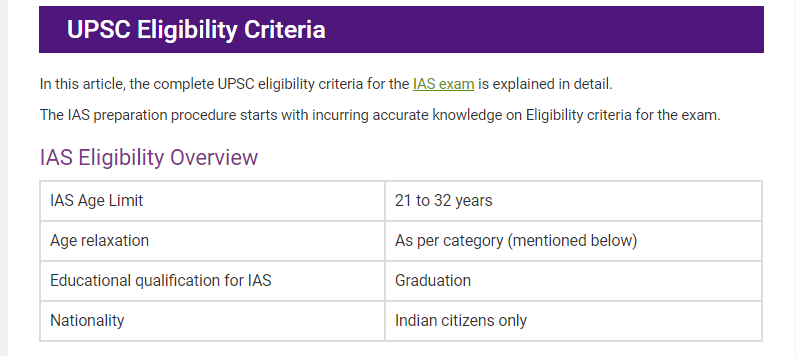 UPSC Eligibility Criteria
In this article, the complete UPSC eligibility criteria for the IAS exam is explained in detail.
The IAS preparation procedure starts with incurring accurate knowledge on Eligibility criteria for the exam.
IAS Eligibility Overview
IAS Age Limit 21 to 32 years
Age relaxation As per category (mentioned below)
Educational qualification for IAS Graduation
Nationality Indian citizens only